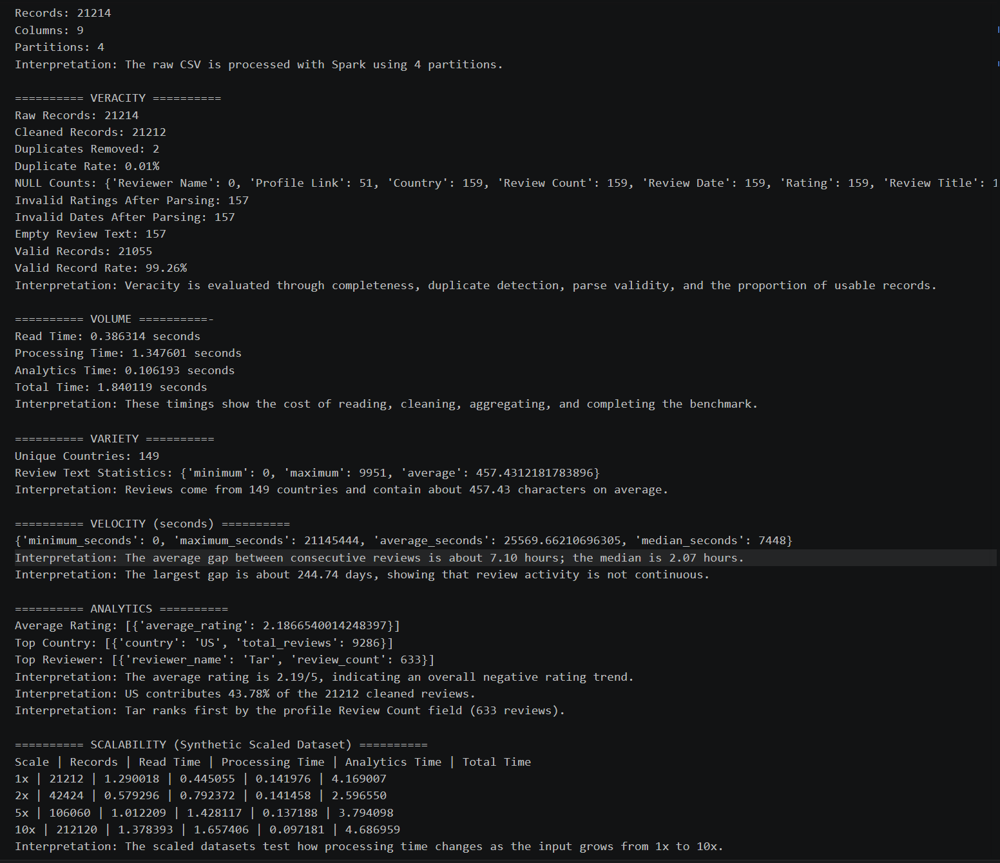 Records: 21214
Columns: 9
Partitions: 4
Interpretation: The raw CSV is processed with Spark using 4 partitions.
========== VERACITY ==========
Raw Records: 21214
Cleaned Records: 21212
Duplicates Removed: 2
Duplicate Rate: 0.01%
NULL Counts: {'Reviewer Name': 0, 'Profile Link': 51, 'Country': 159, 'Review Count': 159, 'Review Date': 159, 'Rating': 159, 'Review Title': 1
Invalid Ratings After Parsing: 157
Invalid Dates After Parsing: 157
Empty Review Text: 157
Valid Records: 21055
Valid Record Rate: 99.26%
Interpretation: Veracity is evaluated through completeness, duplicate detection, parse validity, and the proportion of usable records.
========== VOLUME ==========-
Read Time: 0.386314 seconds
Processing Time: 1.347601 seconds
Analytics Time: 0.106193 seconds
Total Time: 1.840119 seconds
Interpretation: These timings show the cost of reading, cleaning, aggregating, and completing the benchmark.
========== VARIETY ==========
Unique Countries: 149
Review Text Statistics: {'minimum': 0, 'maximum': 9951, 'average': 457.4312181783896}
Interpretation: Reviews come from 149 countries and contain about 457.43 characters on average.
========== VELOCITY (seconds) ==========
{'minimum_seconds': 0, 'maximum_seconds': 21145444, 'average_seconds': 25569.66210696305, 'median_seconds': 7448}
Interpretation: The average gap between consecutive reviews is about 7.10 hours; the median is 2.07 hours.
Interpretation: The largest gap is about 244.74 days, showing that review activity is not continuous.
========== ANALYTICS ==========
Average Rating: [{'average_rating': 2.1866540014248397}]
Top Country: [{'country': 'US', 'total_reviews': 9286}]
Top Reviewer: [{'reviewer_name': 'Tar', 'review_count': 633}]
Interpretation: The average rating is 2.19/5, indicating an overall negative rating trend.
Interpretation: US contributes 43.78% of the 21212 cleaned reviews.
Interpretation: Tar ranks first by the profile Review Count field (633 reviews).
========== SCALABILITY (Synthetic Scaled Dataset) ==========
Scale | Records | Read Time | Processing Time | Analytics Time | Total Time
1x | 21212 | 1.290018 | 0.445055 | 0.141976 | 4.169007
2x | 42424 | 0.579296 | 0.792372 | 0.141458 | 2.596550
5x | 106060 | 1.012209 | 1.428117 | 0.137188 | 3.794098
10x | 212120 | 1.378393 | 1.657406 | 0.097181 | 4.686959
Interpretation: The scaled datasets test how processing time changes as the input grows from 1x to 10x.